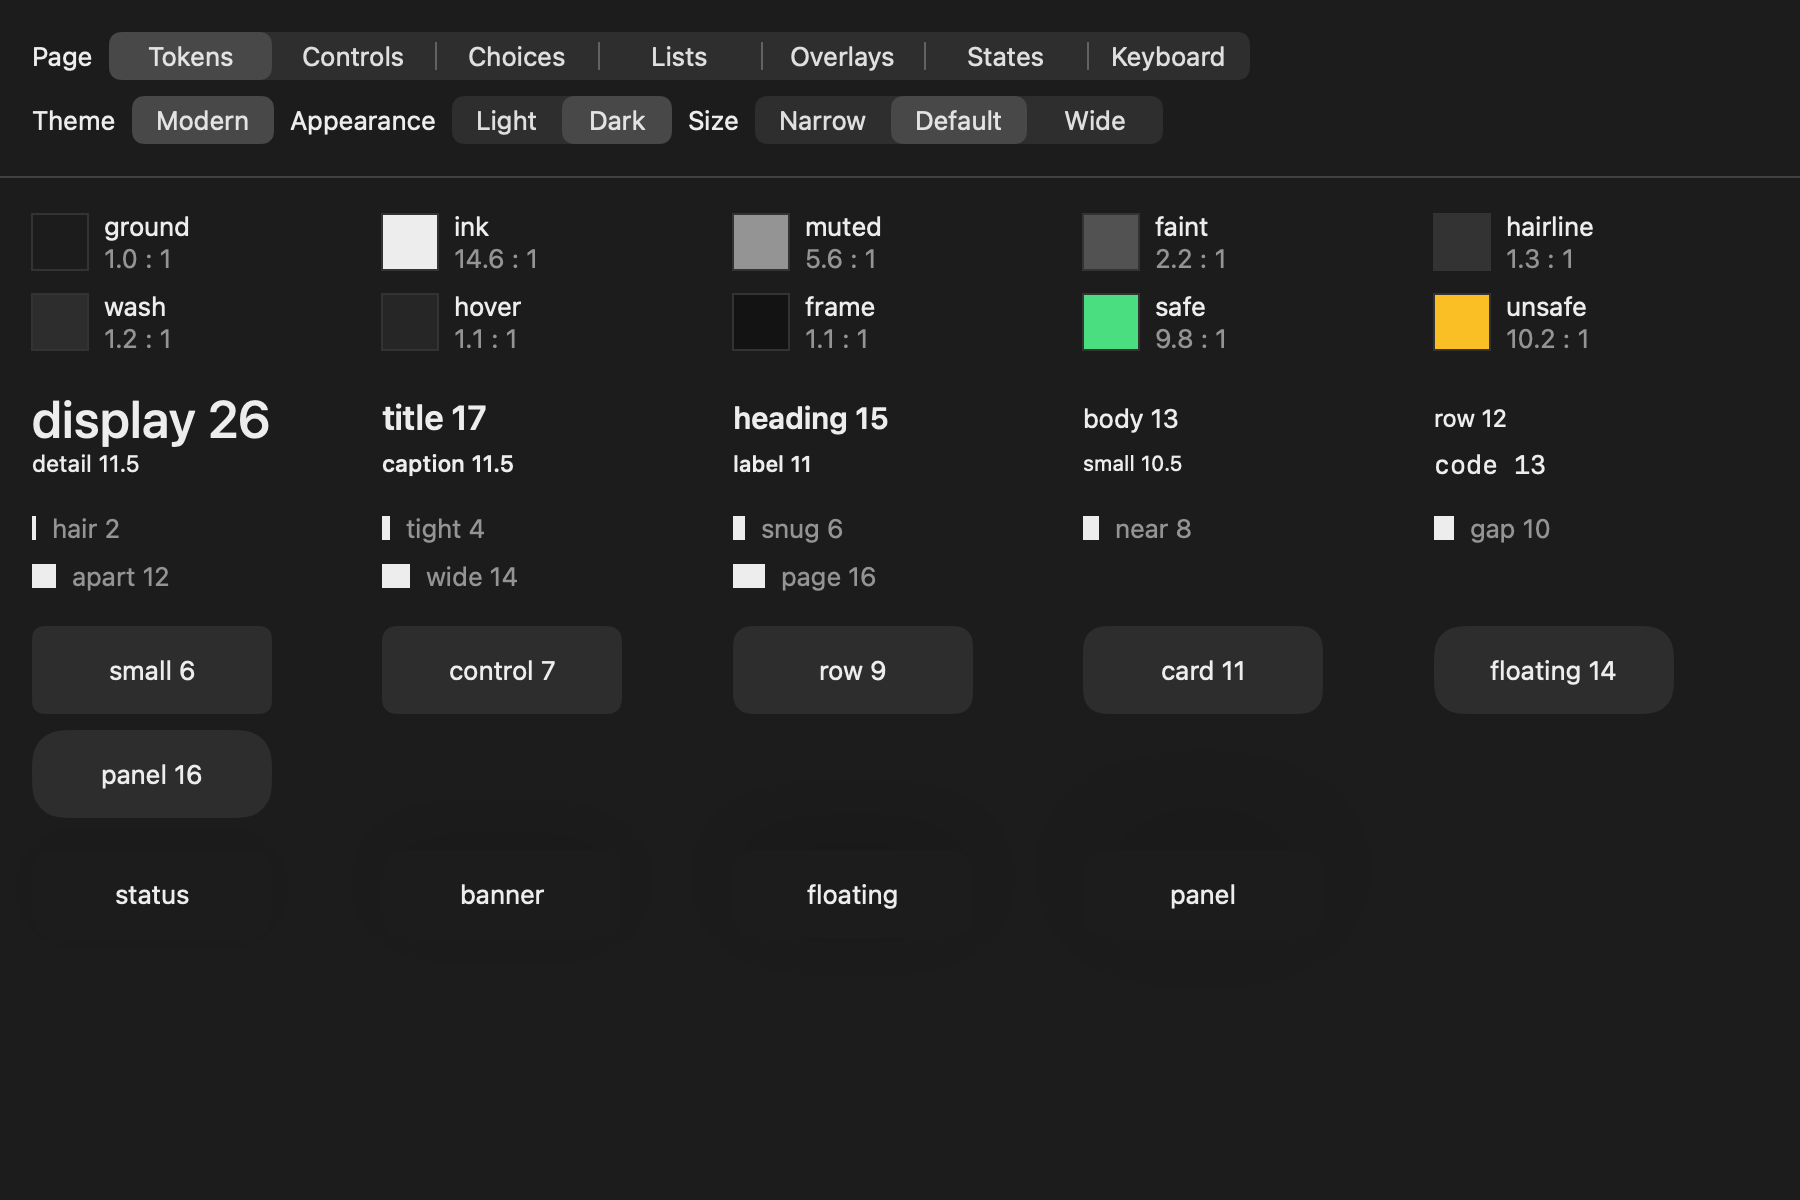 Page Tokens Controls Choices Lists Overlays States Keyboard
Theme Modern Appearance Light Dark Size Narrow Default Wide
ground ink muted faint hairline
1.0 : 1 14.6 : 1 5.6 : 1 2.2 : 1 1.3 : 1
wash hover frame safe unsafe
1.2 : 1 1.1 : 1 1.1 : 1 9.8 : 1 10.2 : 1
display 26 title 17 heading 15 body 13 row 12
detail 11.5 caption 11.5 label 11 small 10.5 code 13
hair 2 tight 4 snug 6 near 8 gap 10
apart 12 wide 14 page 16
small 6 control 7 row 9 card 11 floating 14
panel 16
status banner floating panel